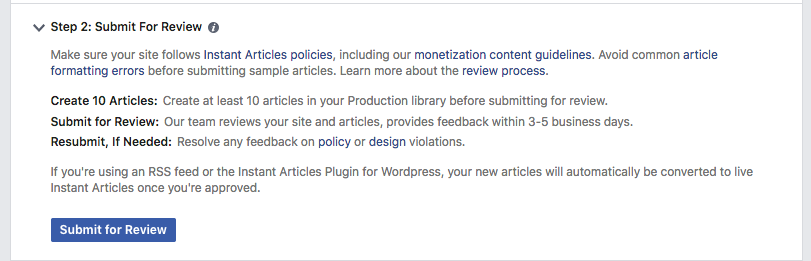 Step 2: Submit For Review
Make sure your site follows Instant Articles policies, including our monetization content guidelines. Avoid common article
formatting errors before submitting sample articles. Learn more about the review process.
Create 10 Articles: Create at least 10 articles in your Production library before submitting for review.
Submit for Review: Our team reviews your site and articles, provides feedback within 3-5 business days.
Resubmit, If Needed: Resolve any feedback on policy or design violations.
If you're using an RSS feed or the Instant Articles Plugin for Wordpress, your new articles will automatically be converted to live
Instant Articles once you're approved.
Submit for Review